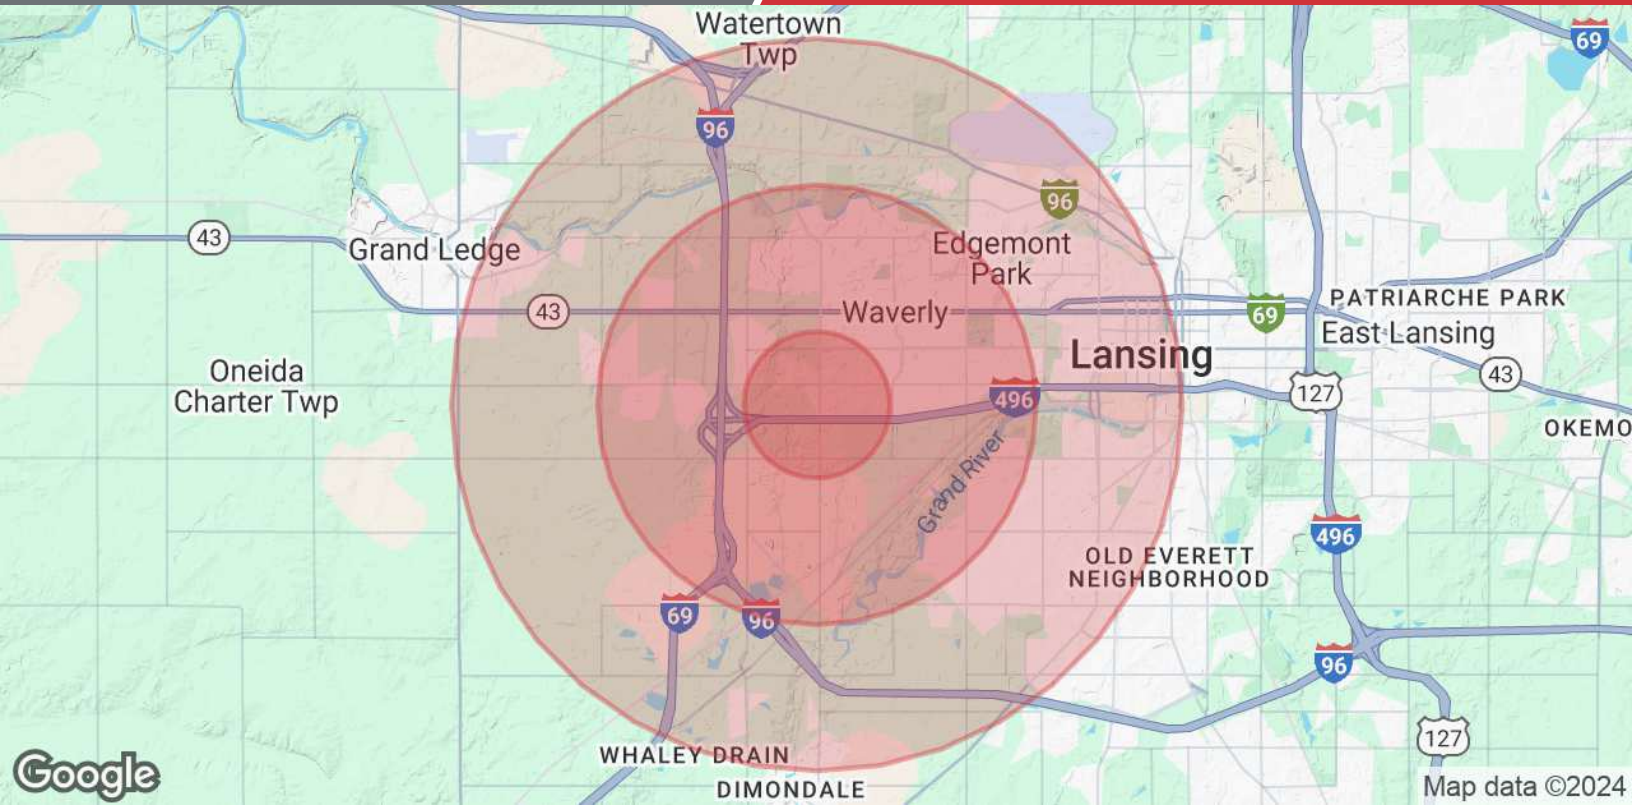 Watertown
Twp
69
96
96
43
Grand Ledge
Edgemont
Park
43
Waverly
69
PATRIARCHE PARK
East Lansing
Lansing
Oneida
Charter Twp
43
127
496
OKEMO
Grand River
496
OLD EVERETT
NEIGHBORHOOD
69
96
96
127
WHALEY DRAIN
DIMONDALE
Google
Map data ©2024